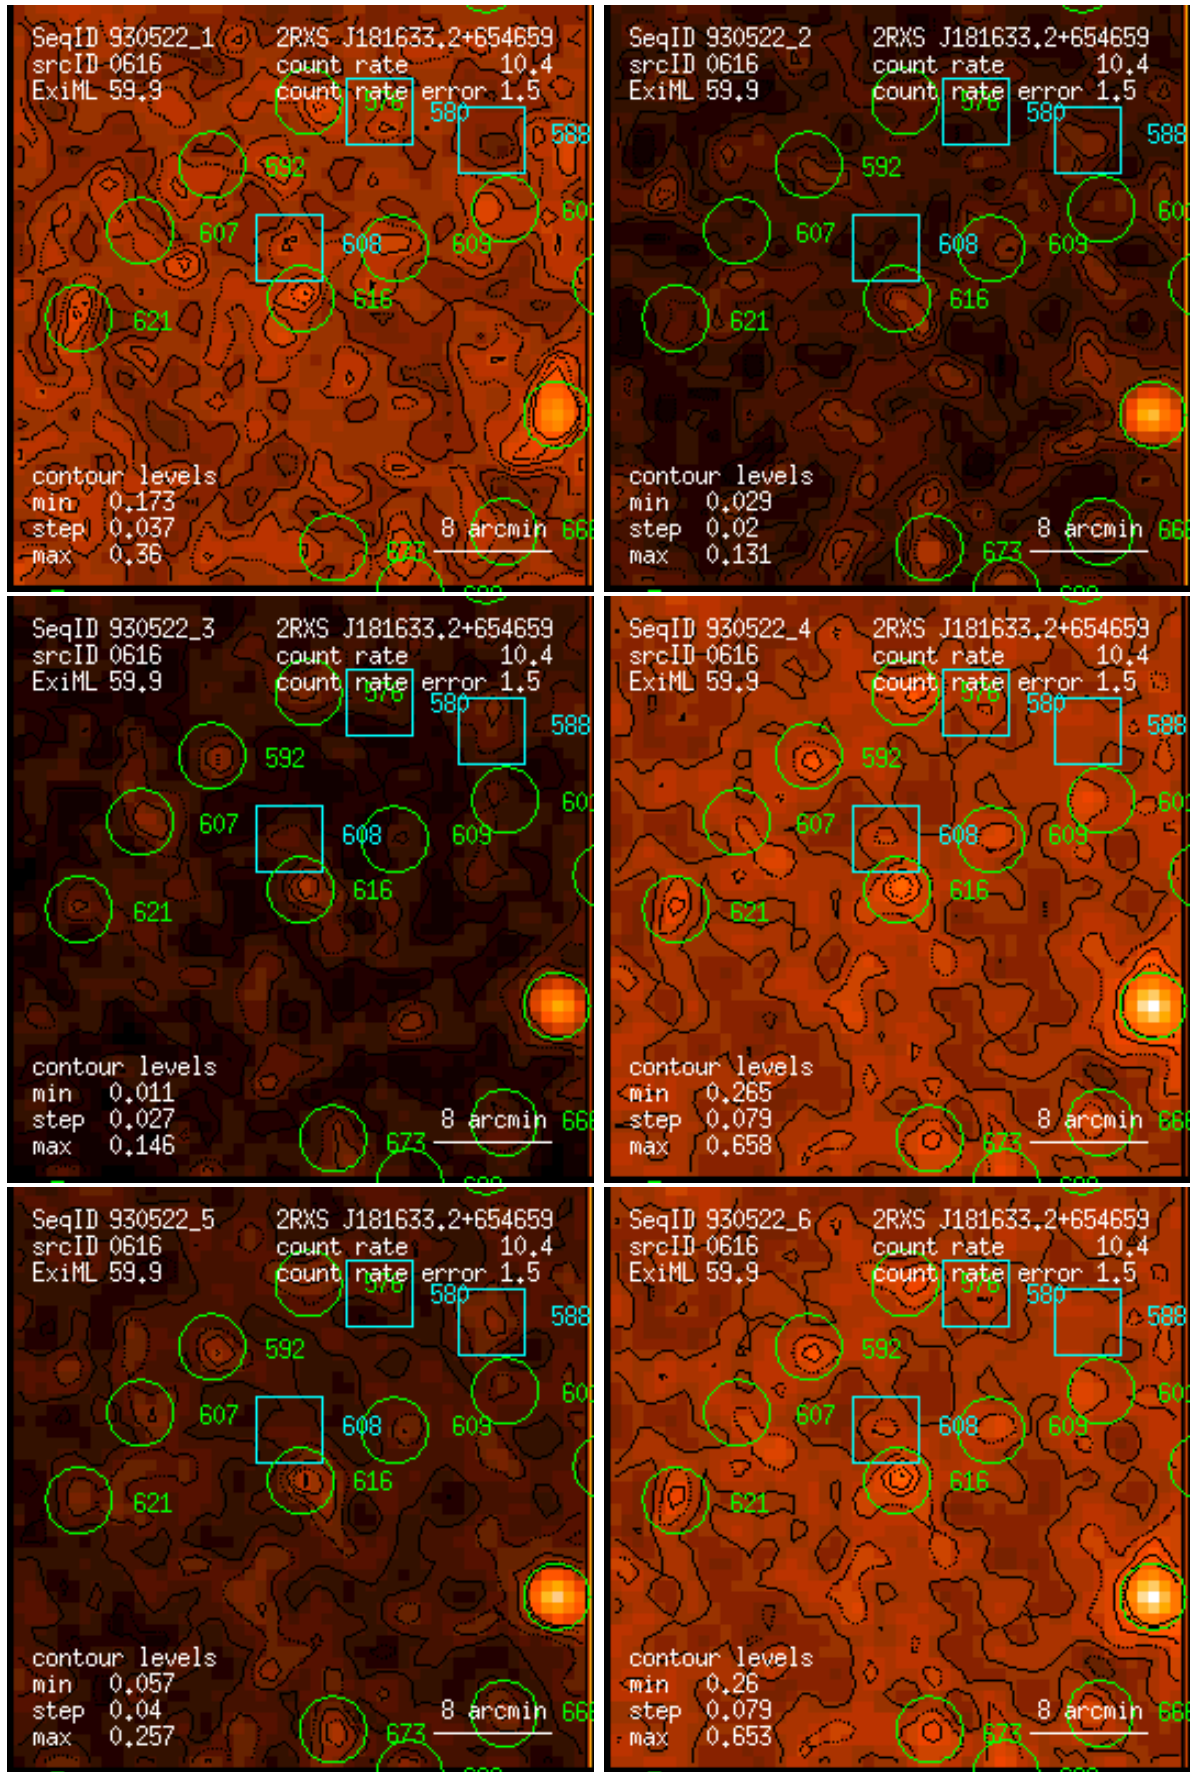 SeqID 930522_1 2RXS J181633.2+654659
srcID 0616 count rate 10.4
ExiML 59.9 count rate error 1.5
576
580
588
592
607
608
609
616
621
contour levels
min 0.173
step 0.037 8 arcmin
max 0.36 673
SeqID 930522_2 2RXS J181633.2+654659
srcID 0616 count rate 10.4
ExiML 59.9 count rate error 1.5
576
580
588
592
607
608
609
616
621
contour levels
min 0.029
step 0.02 8 arcmin
max 0.131 673
SeqID 930522_3 2RXS J181633.2+654659
srcID 0616 count rate 10.4
ExiML 59.9 count rate error 1.5
576
580
588
592
607
608
609
616
621
contour levels
min 0.011
step 0.027 8 arcmin
max 0.146 673
SeqID 930522_4 2RXS J181633.2+654659
srcID 0616 count rate 10.4
ExiML 59.9 count rate error 1.5
576
580
588
592
607
608
609
616
621
contour levels
min 0.265
step 0.079 8 arcmin
max 0.658 673
SeqID 930522_5 2RXS J181633.2+654659
srcID 0616 count rate 10.4
ExiML 59.9 count rate error 1.5
576
580
588
592
607
608
609
616
621
contour levels
min 0.057
step 0.04 8 arcmin
max 0.257 673
SeqID 930522_6 2RXS J181633.2+654659
srcID 0616 count rate 10.4
ExiML 59.9 count rate error 1.5
576
580
588
592
607
608
609
616
621
contour levels
min 0.26
step 0.079 8 arcmin
max 0.653 673